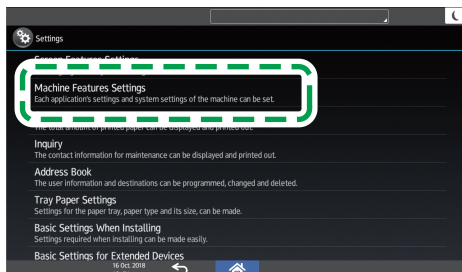 Settings
Screen Features Settings
Machine Features Settings
Each application's settings and system settings of the machine can be set.
The total amount of printed paper can be displayed and printed out.
Inquiry
The contact information for maintenance can be displayed and printed out.
Address Book
The user information and destinations can be programmed, changed and deleted.
Tray Paper Settings
Settings for the paper tray, paper type and its size, can be made.
Basic Settings When Installing
Settings required when installing can be made easily.
Basic Settings for Extended Devices
16 Oct. 2018